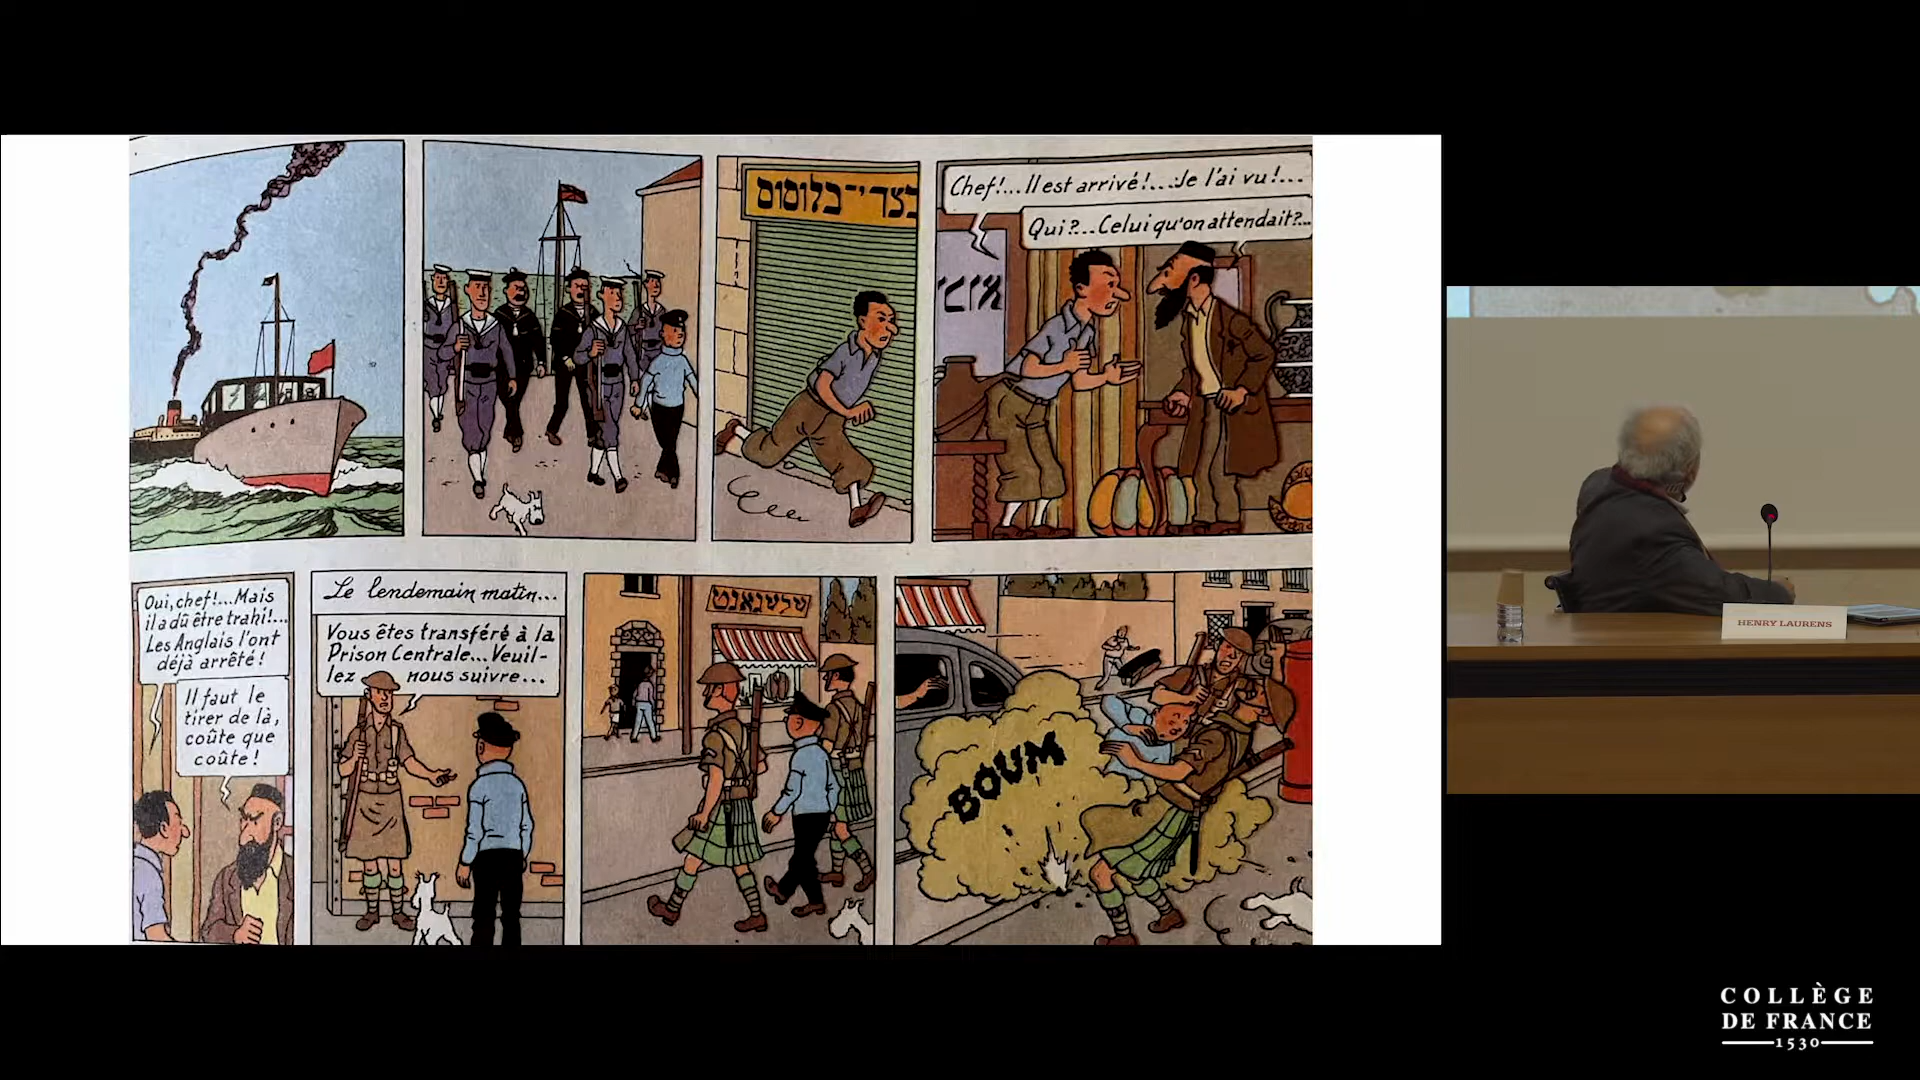 בצרי־בלוסום
Chef!...Il est arrivé!...Je l'ai vu!...
Qui?...Celui qu'on attendait?...
Oui, chef!...Mais
il a dû être trahi!...
Les Anglais l'ont
déjà arrêté!
Il faut le
tirer de là,
coûte que
coûte!
Le lendemain matin...
Vous êtes transféré à la
Prison Centrale... Veuil-
lez nous suivre...
BOUM
HENRY LAURENS
COLLÈGE
DE FRANCE
1530